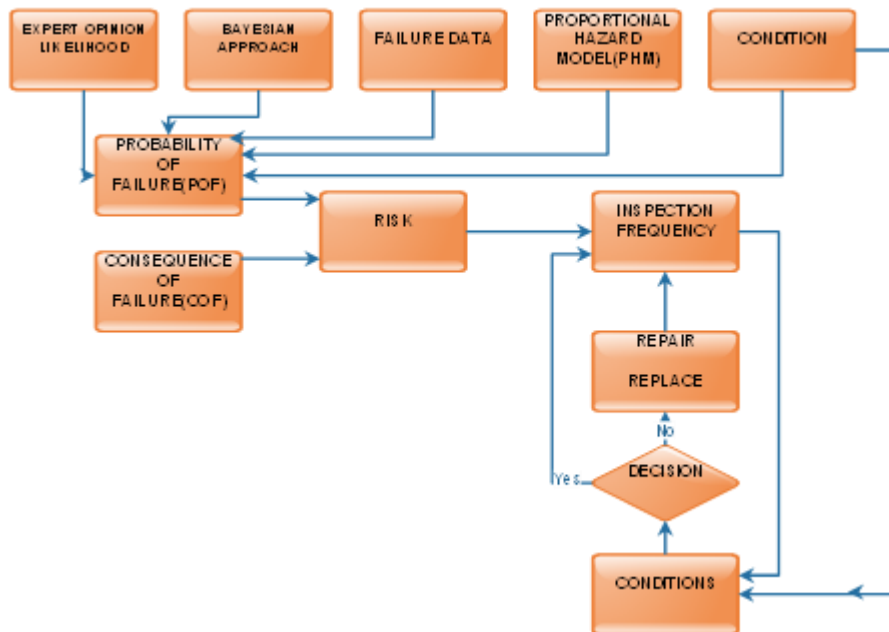 EXPERT OPINION
LIKELIHOOD
BAYESIAN
APPROACH
FAILURE DATA
PROPORTIONAL
HAZARD
MODEL(PHM)
CONDITION
PROBABILITY
OF
FAILURE(POF)
RISK
INSPECTION
FREQUENCY
CONSEQUENCE
OF
FAILURE(COF)
REPAIR
REPLACE
No
DECISION
Yes
CONDITIONS